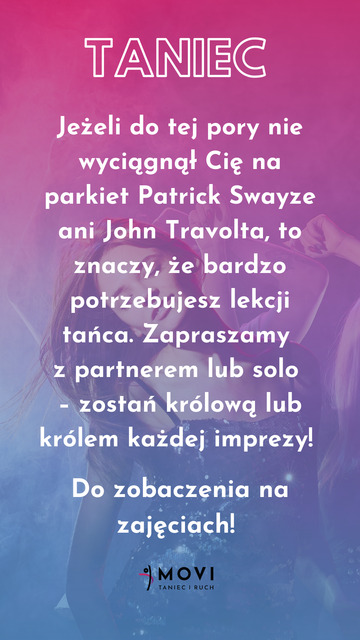 TANIEC
Jeżeli do tej pory nie
wyciągnął Cię na
parkiet Patrick Swayze
ani John Travolta, to
znaczy, że bardzo
potrzebujesz lekcji
tańca. Zapraszamy
z partnerem lub solo
– zostań królową lub
królem każdej imprezy!
Do zobaczenia na
zajęciach!
MOVI
TANIEC I RUCH